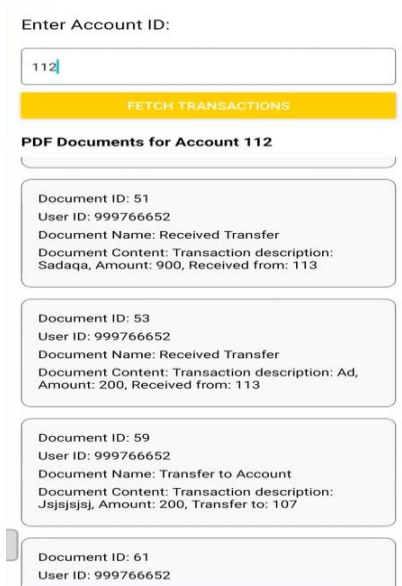 Enter Account ID:
112
FETCH TRANSACTIONS
PDF Documents for Account 112
Document ID: 51
User ID: 999766652
Document Name: Received Transfer
Document Content: Transaction description:
Sadaqa, Amount: 900, Received from: 113
Document ID: 53
User ID: 999766652
Document Name: Received Transfer
Document Content: Transaction description: Ad,
Amount: 200, Received from: 113
Document ID: 59
User ID: 999766652
Document Name: Transfer to Account
Document Content: Transaction description:
Jsjsjsjsj, Amount: 200, Transfer to: 107
Document ID: 61
User ID: 999766652